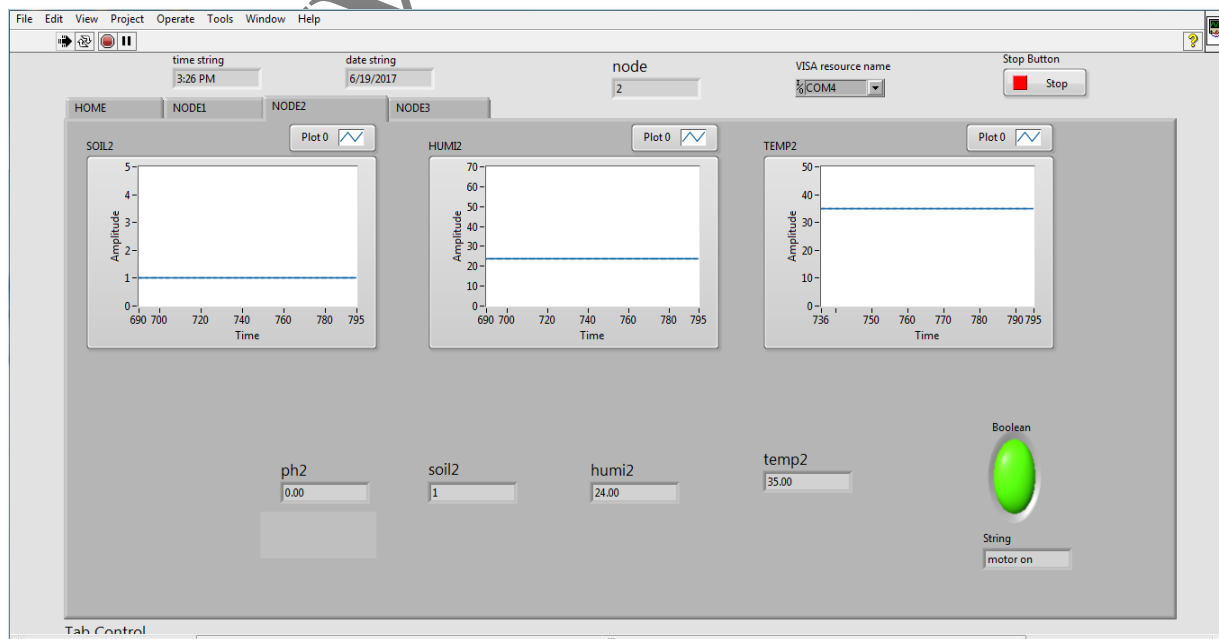 File Edit View Project Operate Tools Window Help
time string
3:26 PM
date string
6/19/2017
node
2
VISA resource name
COM4
Stop Button
Stop
HOME NODE1 NODE2 NODE3
SOIL2
Plot 0
5
4
3
2
1
0
Amplitude
690 700 720 740 760 780 795
Time
HUMI2
Plot 0
70
60
50
40
30
20
10
0
Amplitude
690 700 720 740 760 780 795
Time
TEMP2
Plot 0
50
40
30
20
10
0
Amplitude
736 750 760 770 780 790 795
Time
ph2
0.00
soil2
1
humi2
24.00
temp2
35.00
Boolean
String
motor on
Tab Control